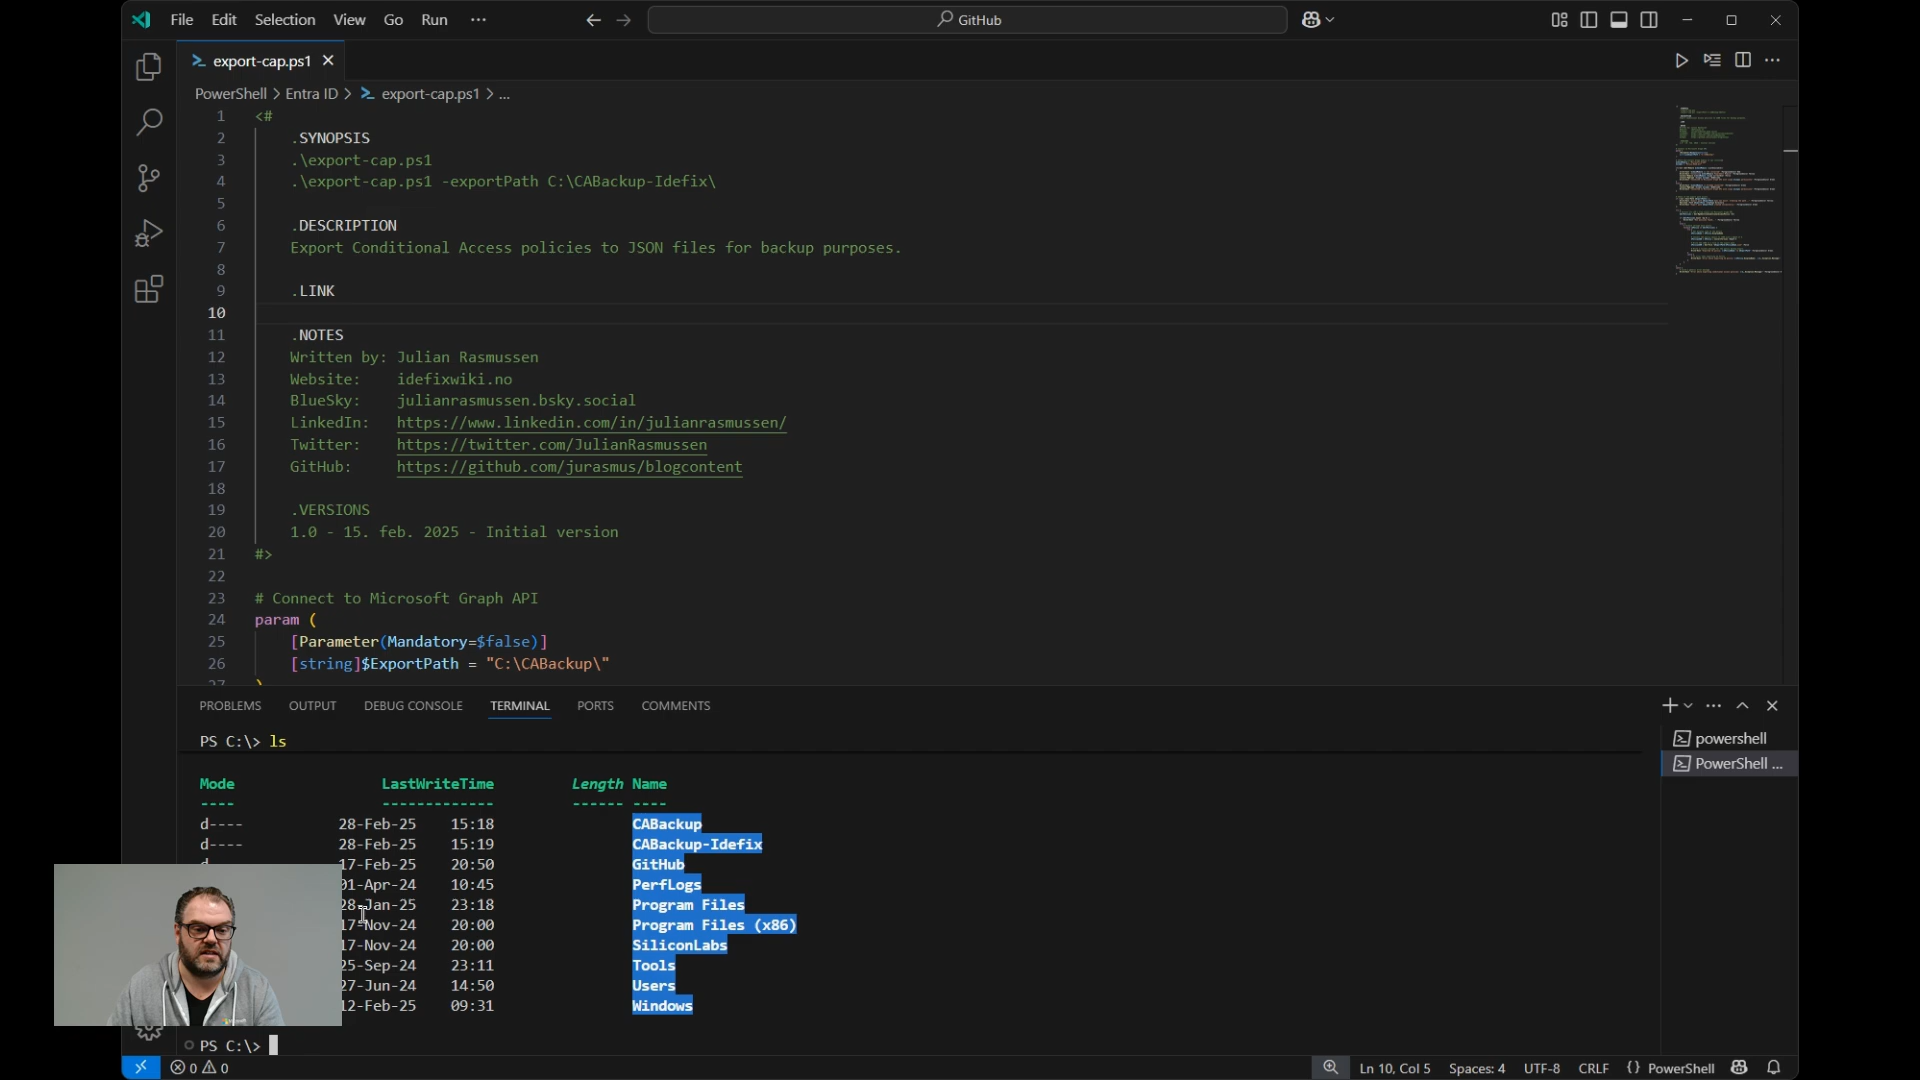 File Edit Selection View Go Run ···
GitHub
export-cap.ps1
PowerShell > Entra ID > export-cap.ps1 > ...
1 <#
2 .SYNOPSIS
3 .\export-cap.ps1
4 .\export-cap.ps1 -exportPath C:\CABackup-Idefix\
5
6 .DESCRIPTION
7 Export Conditional Access policies to JSON files for backup purposes.
8
9 .LINK
10
11 .NOTES
12 Written by: Julian Rasmussen
13 Website: idefixwiki.no
14 BlueSky: julianrasmussen.bsky.social
15 LinkedIn: https://www.linkedin.com/in/julianrasmussen/
16 Twitter: https://twitter.com/JulianRasmussen
17 GitHub: https://github.com/jurasmus/blogcontent
18
19 .VERSIONS
20 1.0 - 15. feb. 2025 - Initial version
21 #>
22
23 # Connect to Microsoft Graph API
24 param (
25 [Parameter(Mandatory=$false)]
26 [string]$ExportPath = "C:\CABackup\"
27 )
PROBLEMS OUTPUT DEBUG CONSOLE TERMINAL PORTS COMMENTS
powershell
PowerShell ...
PS C:\> ls
Mode LastWriteTime Length Name
---- ------------- ------ ----
d---- 28-Feb-25 15:18 CABackup
d---- 28-Feb-25 15:19 CABackup-Idefix
d 17-Feb-25 20:50 GitHub
01-Apr-24 10:45 PerfLogs
28-Jan-25 23:18 Program Files
17-Nov-24 20:00 Program Files (x86)
17-Nov-24 20:00 SiliconLabs
25-Sep-24 23:11 Tools
27-Jun-24 14:50 Users
12-Feb-25 09:31 Windows
PS C:\>
0 0 Ln 10, Col 5 Spaces: 4 UTF-8 CRLF {} PowerShell